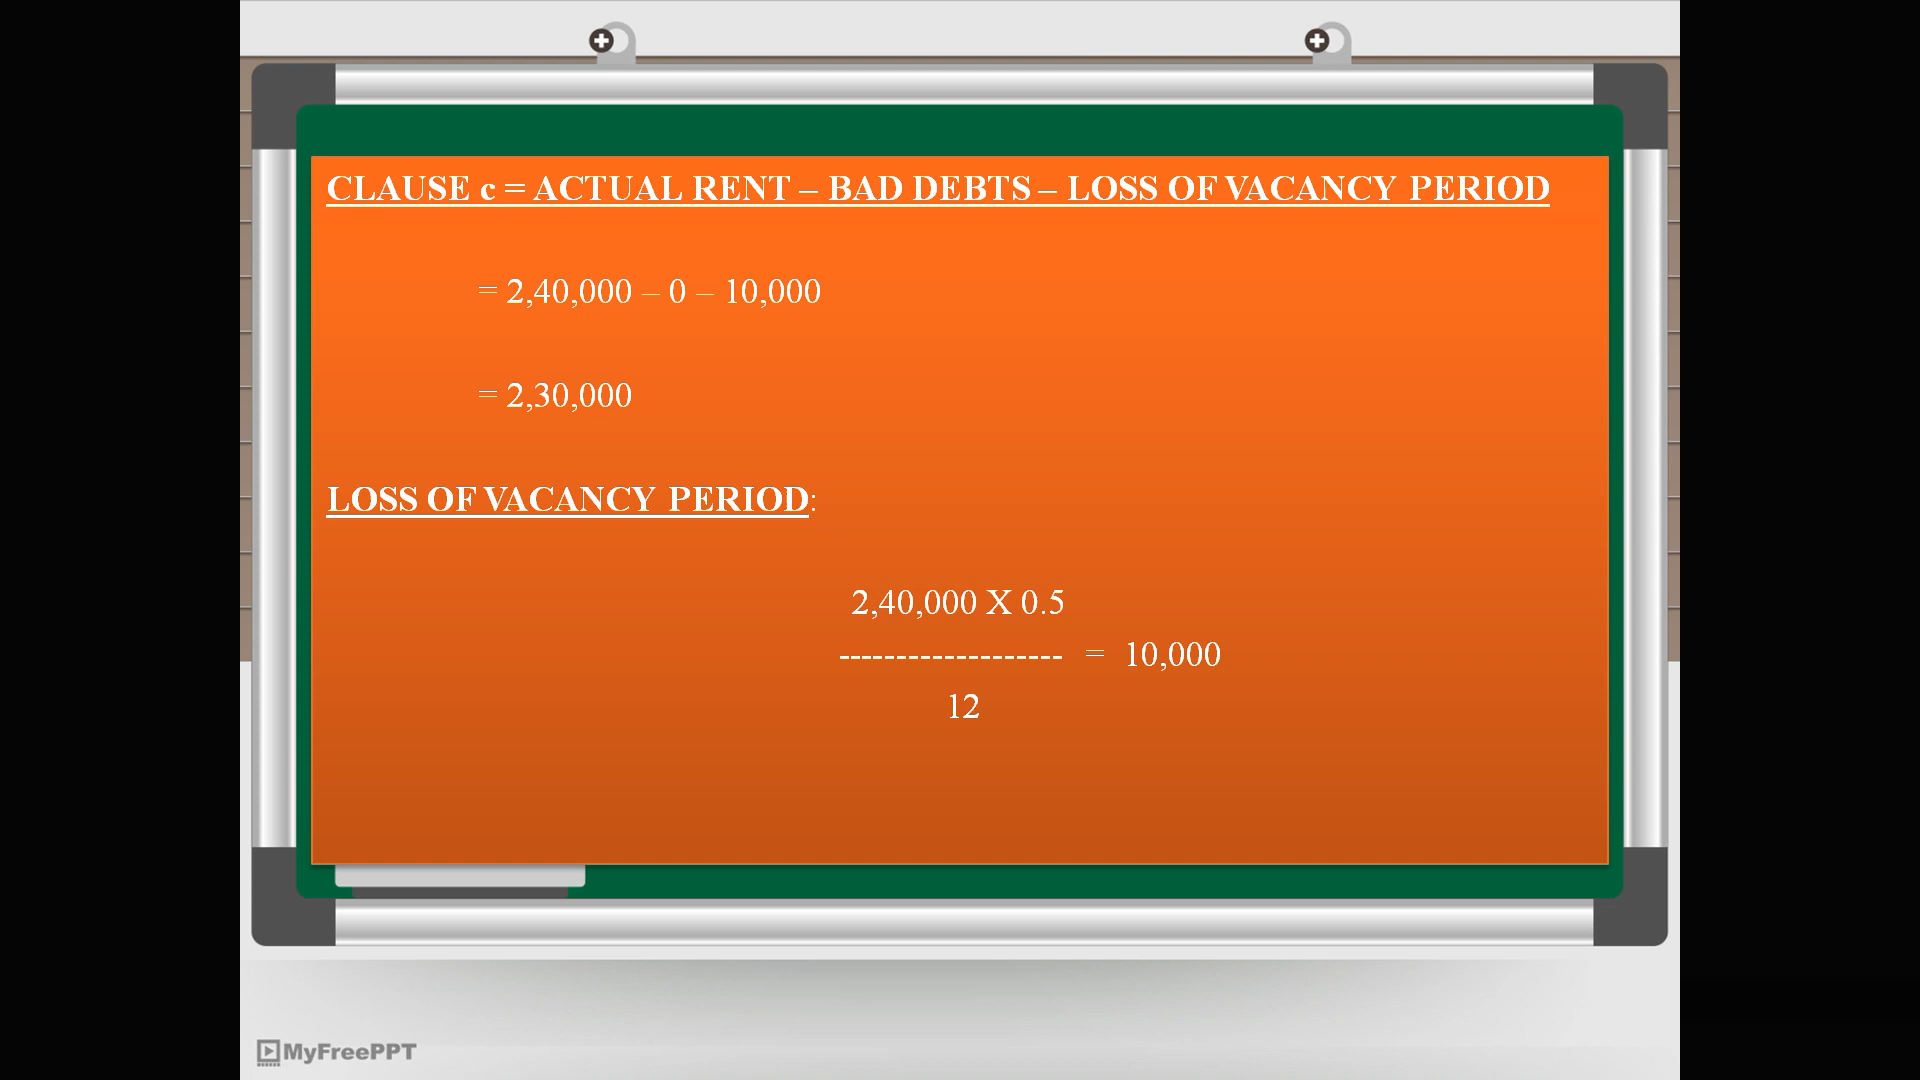 CLAUSE c = ACTUAL RENT – BAD DEBTS – LOSS OF VACANCY PERIOD
= 2,40,000 – 0 – 10,000
= 2,30,000
LOSS OF VACANCY PERIOD:
2,40,000 X 0.5
------------------- = 10,000
12
MyFreePPT